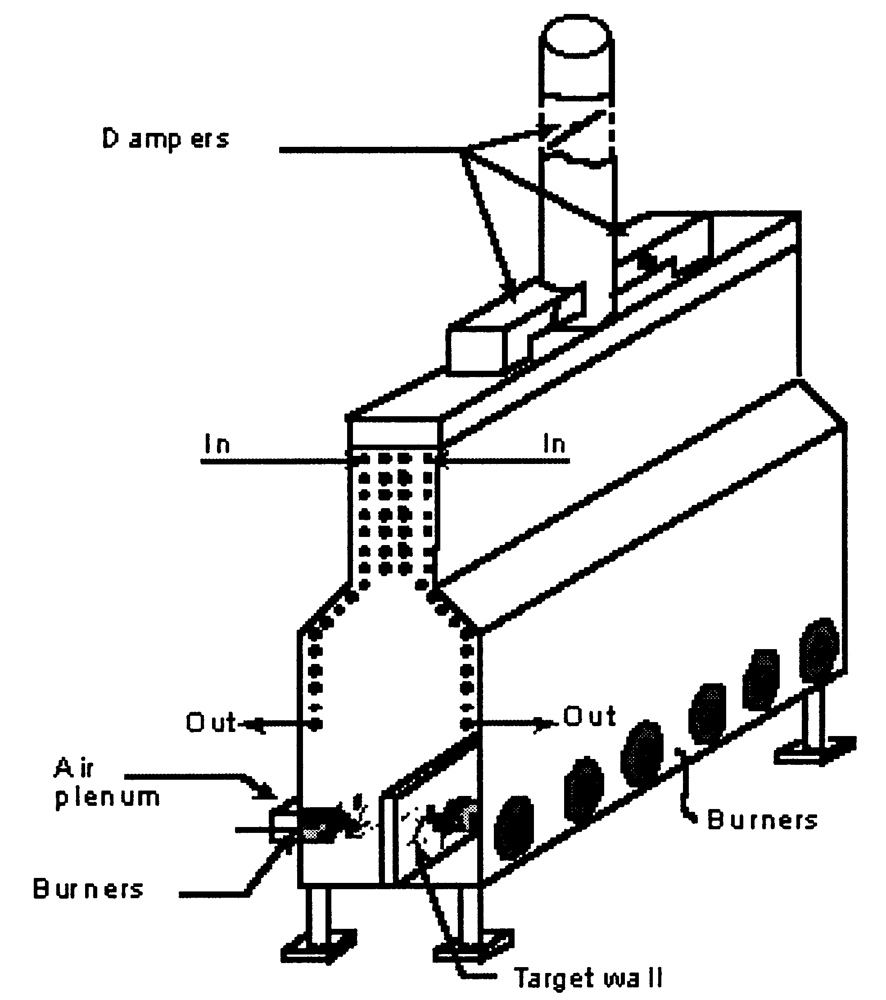 Dampers
In
In
Out
Out
Air
plenum
Burners
Burners
Target wall